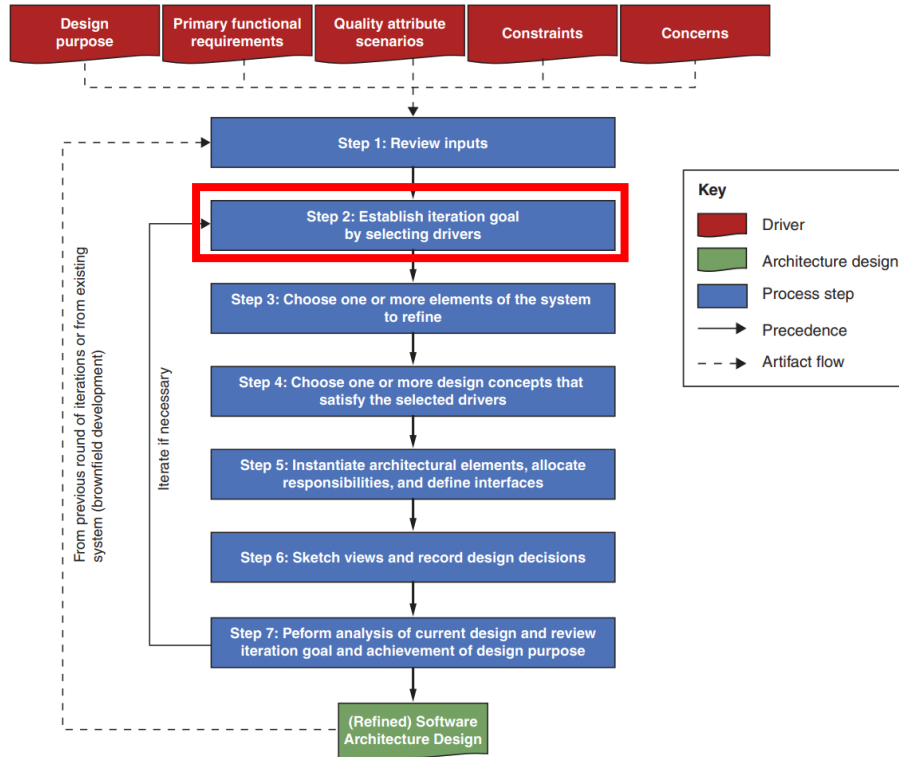 Design
purpose
Primary functional
requirements
Quality attribute
scenarios
Constraints
Concerns
Step 1: Review inputs
Step 2: Establish iteration goal
by selecting drivers
Step 3: Choose one or more elements of the system
to refine
Step 4: Choose one or more design concepts that
satisfy the selected drivers
Step 5: Instantiate architectural elements, allocate
responsibilities, and define interfaces
Step 6: Sketch views and record design decisions
Step 7: Peform analysis of current design and review
iteration goal and achievement of design purpose
(Refined) Software
Architecture Design
From previous round of iterations or from existing
system (brownfield development)
Iterate if necessary
Key
Driver
Architecture design
Process step
Precedence
Artifact flow